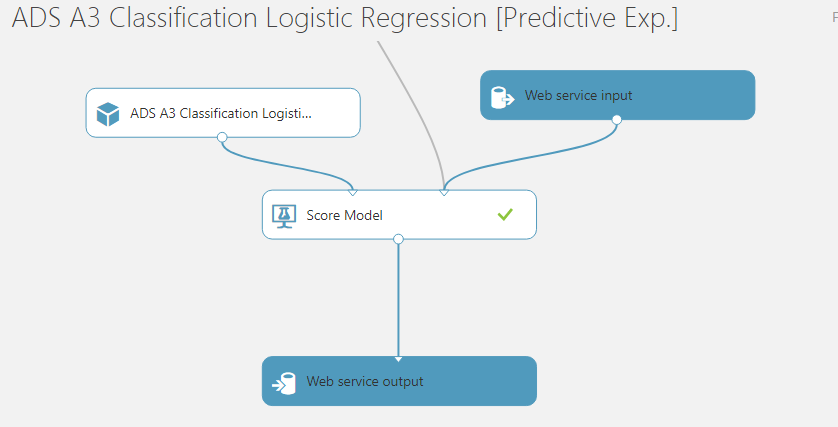 ADS A3 Classification Logistic Regression [Predictive Exp.]
ADS A3 Classification Logisti...
Web service input
Score Model
Web service output